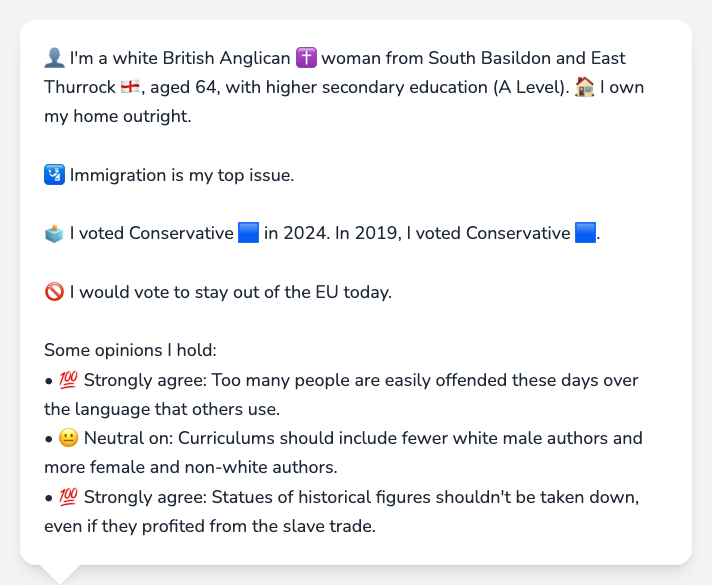 👤 I'm a white British Anglican ✝️ woman from South Basildon and East
Thurrock 🏴󠁧󠁢󠁥󠁮󠁧󠁿, aged 64, with higher secondary education (A Level). 🏠 I own
my home outright.
🛂 Immigration is my top issue.
🗳️ I voted Conservative 🟦 in 2024. In 2019, I voted Conservative 🟦.
🚫 I would vote to stay out of the EU today.
Some opinions I hold:
• 💯 Strongly agree: Too many people are easily offended these days over
the language that others use.
• 😐 Neutral on: Curriculums should include fewer white male authors and
more female and non-white authors.
• 💯 Strongly agree: Statues of historical figures shouldn't be taken down,
even if they profited from the slave trade.